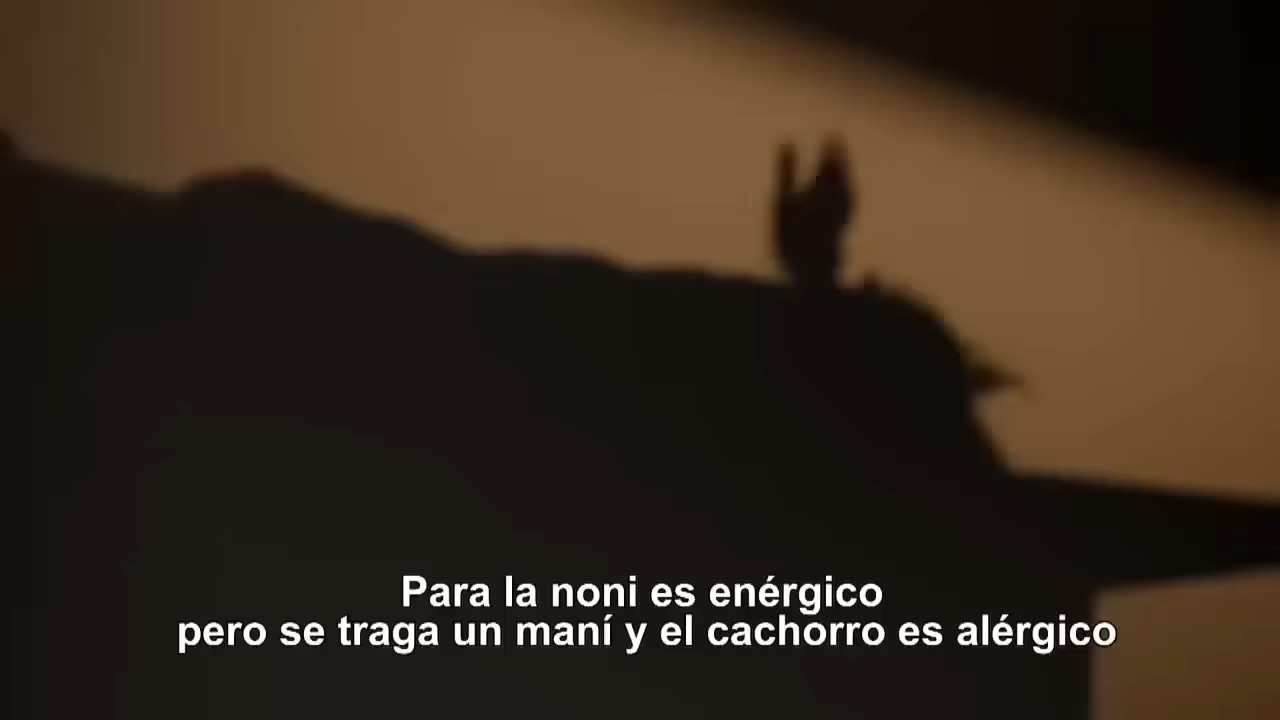 Para la noni es enérgico
pero se traga un maní y el cachorro es alérgico